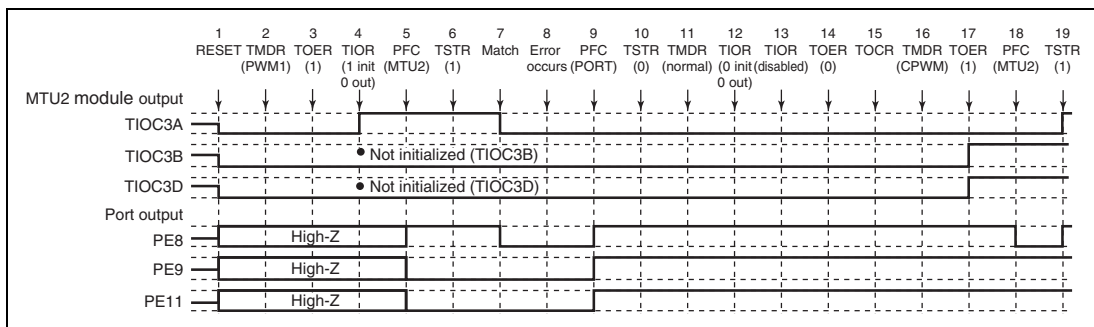 1 2 3 4 5 6 7 8 9 10 11 12 13 14 15 16 17 18 19
RESET TMDR TOER TIOR PFC TSTR Match Error PFC TSTR TMDR TIOR TIOR TOER TOCR TMDR TOER PFC TSTR
(PWM1) (1) (1 init (MTU2) (1) occurs (PORT) (0) (normal) (0 init (disabled) (0) (CPWM) (1) (MTU2) (1)
0 out) 0 out)
MTU2 module output
TIOC3A
TIOC3B • Not initialized (TIOC3B)
TIOC3D • Not initialized (TIOC3D)
Port output
PE8 High-Z
PE9 High-Z
PE11 High-Z